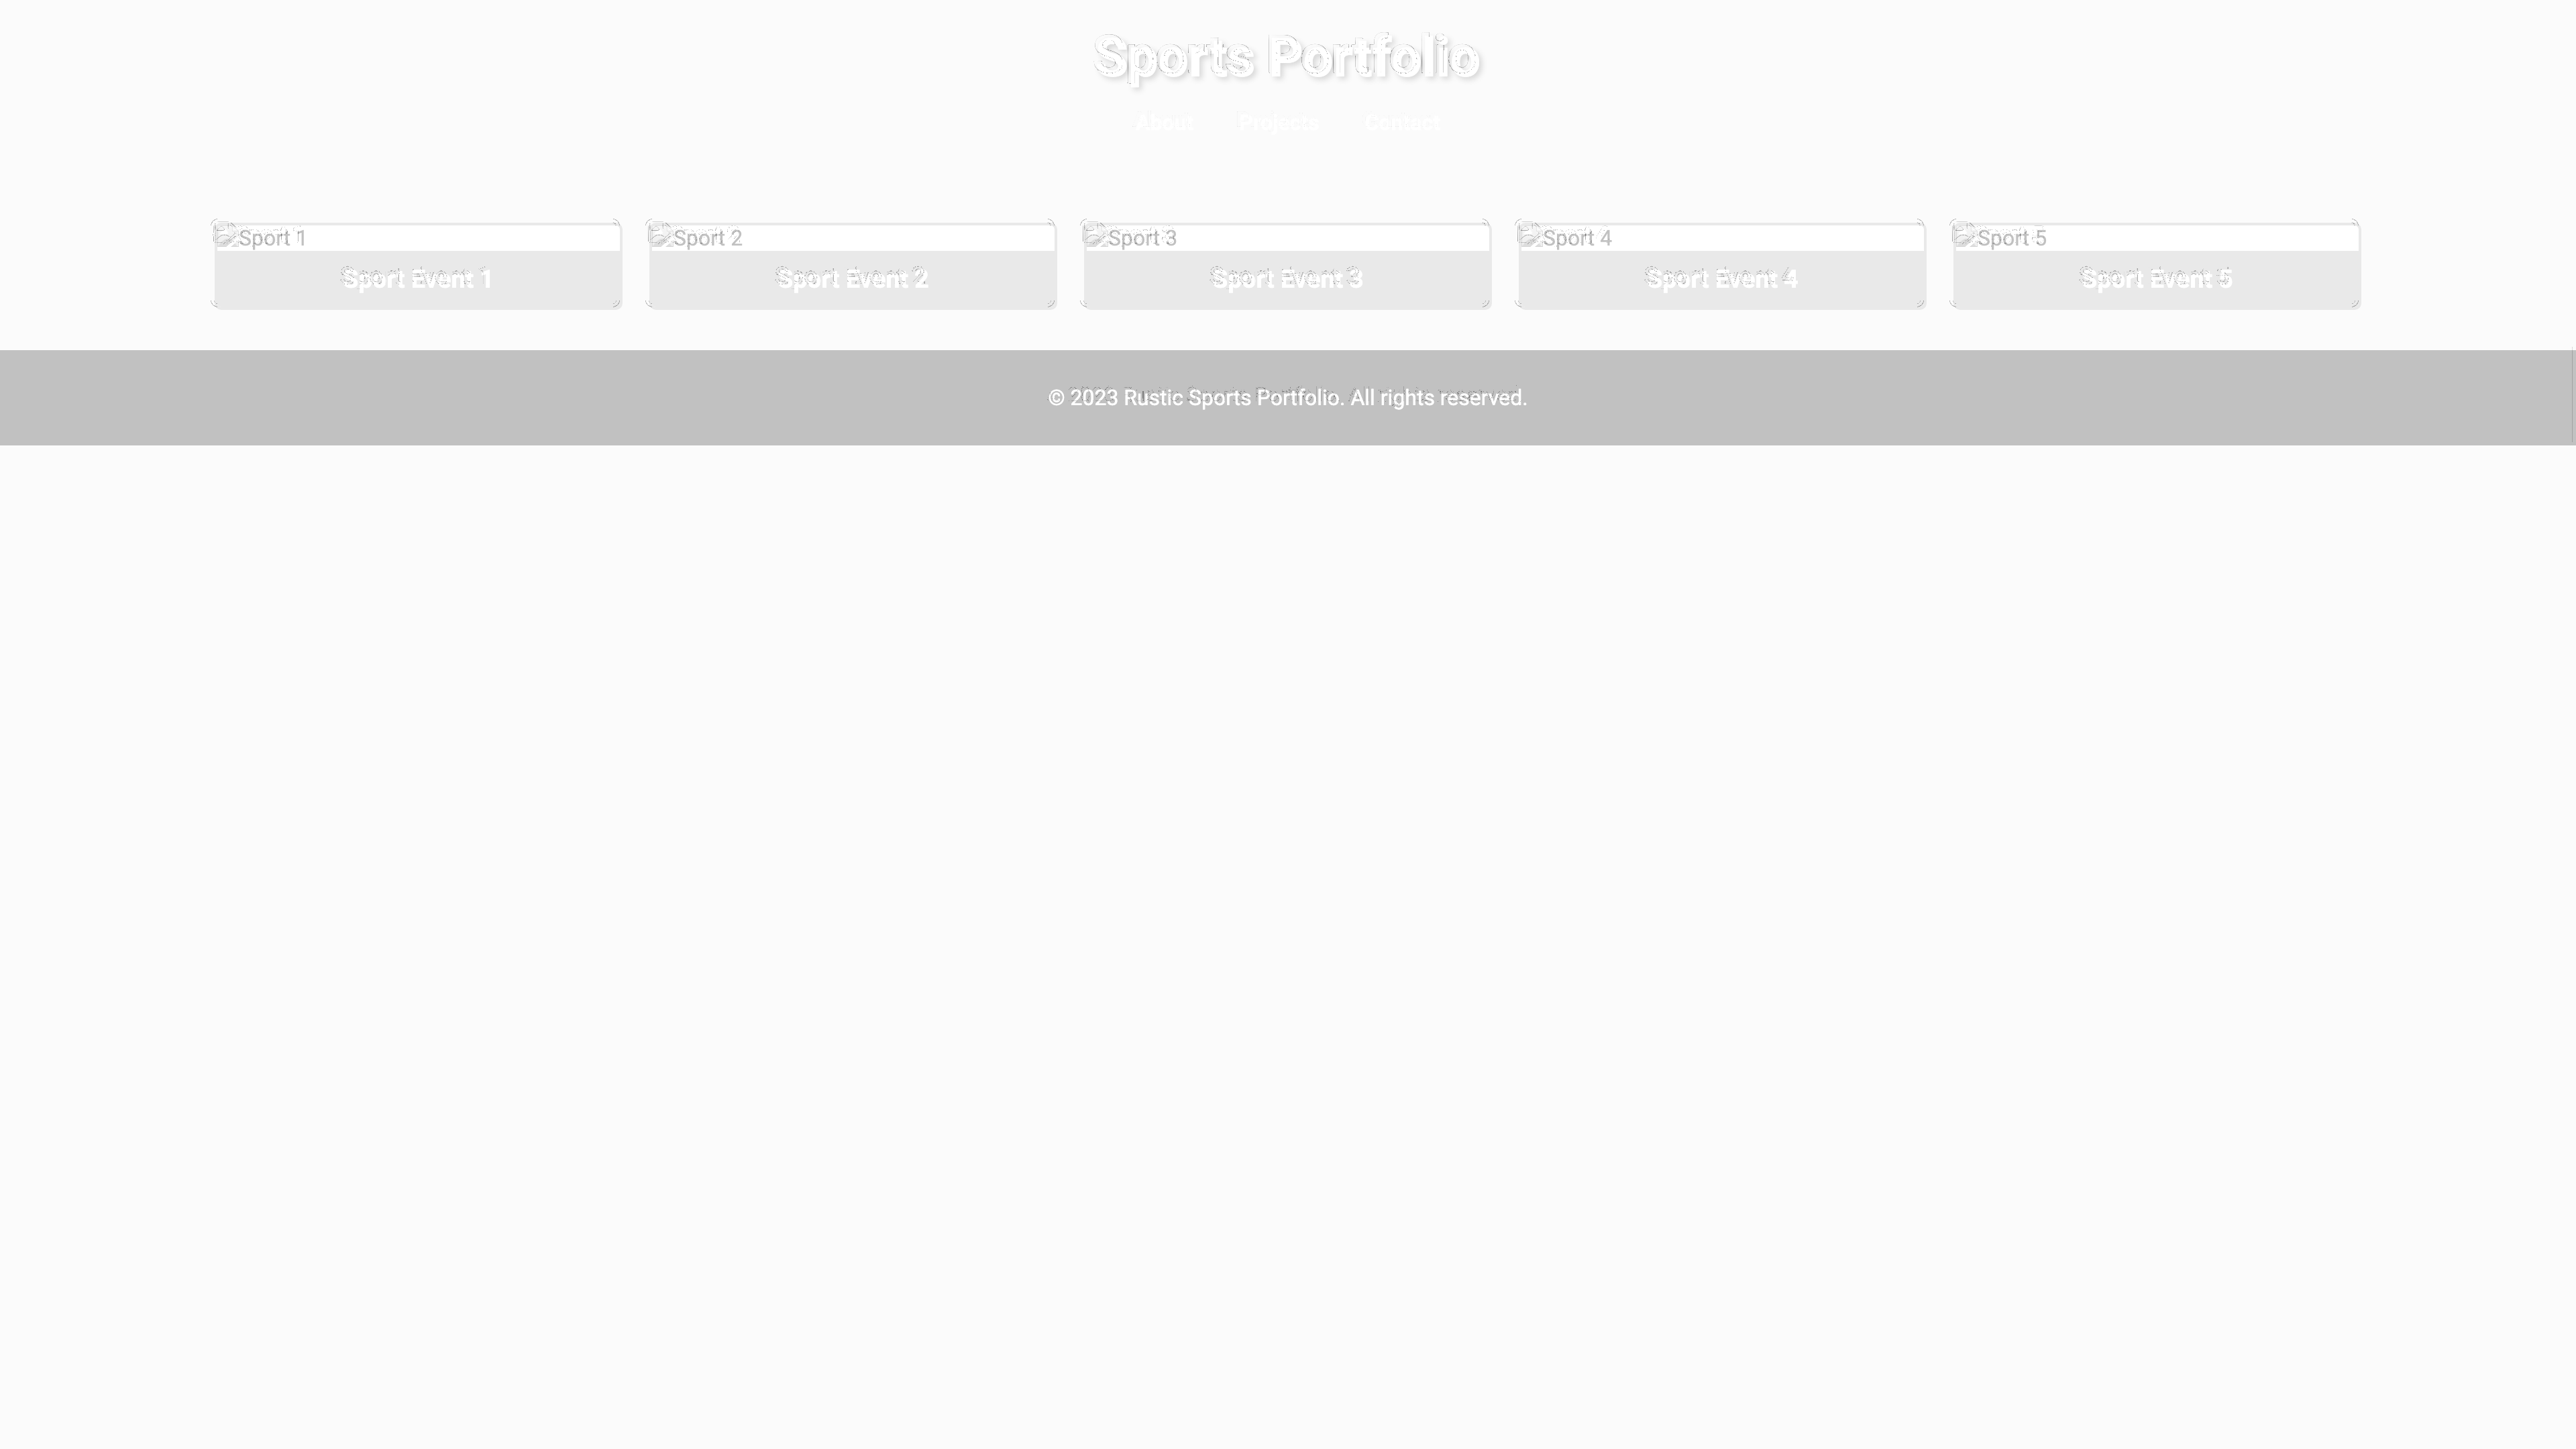 Sports Portfolio
About Projects Contact
Sport 1 Sport 2 Sport 3 Sport 4 Sport 5
Sport Event 1 Sport Event 2 Sport Event 3 Sport Event 4 Sport Event 5
© 2023 Rustic Sports Portfolio. All rights reserved.